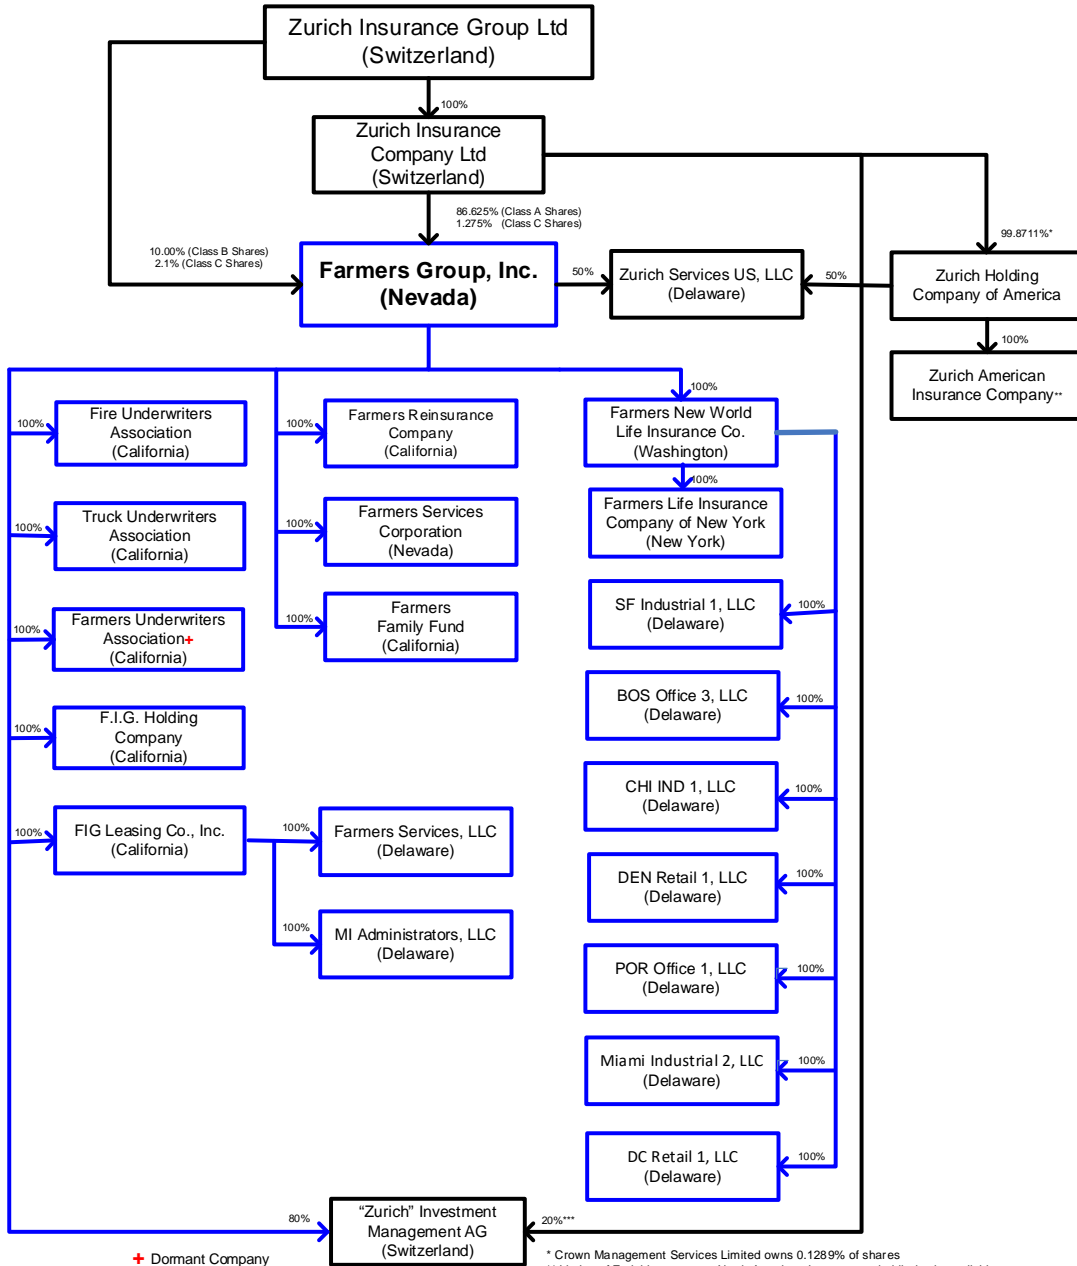 Zurich Insurance Group Ltd
(Switzerland)
100%
Zurich Insurance
Company Ltd
(Switzerland)
86.625% (Class A Shares)
1.275% (Class C Shares)
10.00% (Class B Shares)
2.1% (Class C Shares)
99.8711%*
Farmers Group, Inc.
(Nevada)
50%
Zurich Services US, LLC
(Delaware)
50%
Zurich Holding
Company of America
100%
Zurich American
Insurance Company**
100%
Fire Underwriters
Association
(California)
100%
Truck Underwriters
Association
(California)
100%
Farmers Underwriters
Association+
(California)
100%
F.I.G. Holding
Company
(California)
100%
FIG Leasing Co., Inc.
(California)
100%
Farmers Reinsurance
Company
(California)
100%
Farmers Services
Corporation
(Nevada)
100%
Farmers
Family Fund
(California)
100%
Farmers Services, LLC
(Delaware)
100%
MI Administrators, LLC
(Delaware)
100%
Farmers New World
Life Insurance Co.
(Washington)
100%
Farmers Life Insurance
Company of New York
(New York)
SF Industrial 1, LLC
(Delaware)
100%
BOS Office 3, LLC
(Delaware)
100%
CHI IND 1, LLC
(Delaware)
100%
DEN Retail 1, LLC
(Delaware)
100%
POR Office 1, LLC
(Delaware)
100%
Miami Industrial 2, LLC
(Delaware)
100%
DC Retail 1, LLC
(Delaware)
100%
80%
"Zurich" Investment
Management AG
(Switzerland)
20%***
+ Dormant Company
* Crown Management Services Limited owns 0.1289% of shares